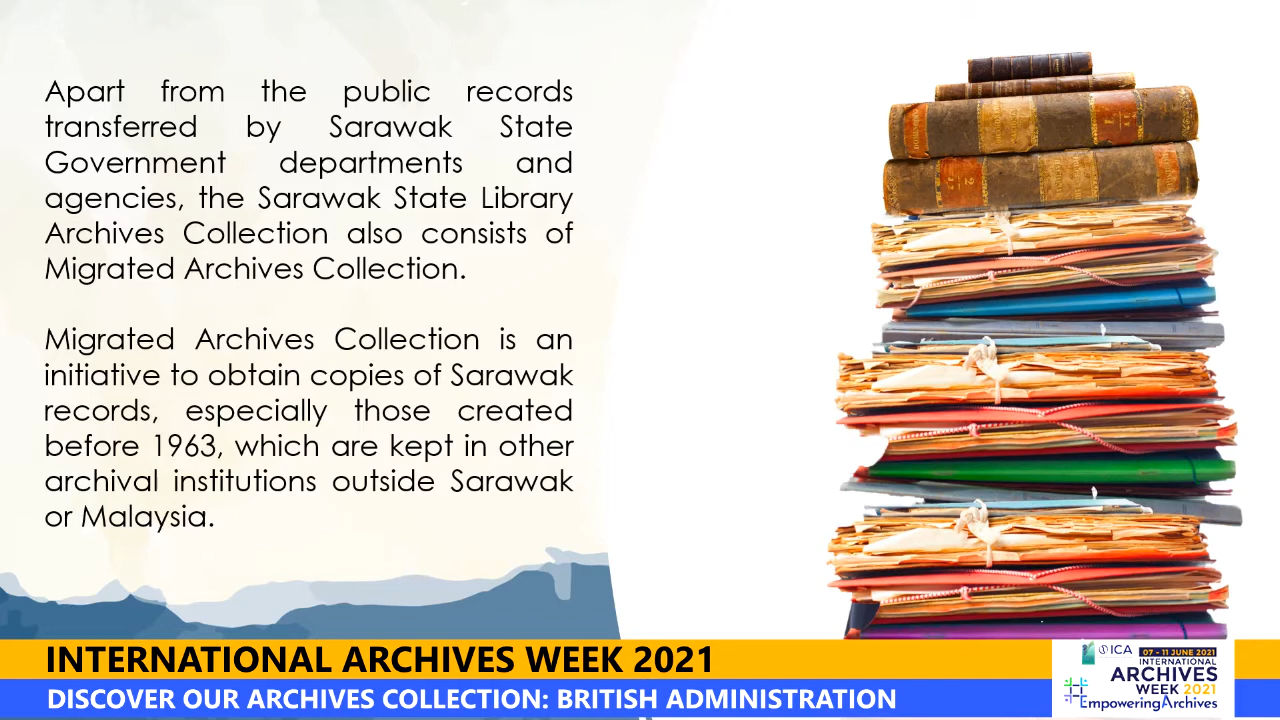 Apart from the public records
transferred by Sarawak State
Government departments and
agencies, the Sarawak State Library
Archives Collection also consists of
Migrated Archives Collection.
Migrated Archives Collection is an
initiative to obtain copies of Sarawak
records, especially those created
before 1963, which are kept in other
archival institutions outside Sarawak
or Malaysia.
INTERNATIONAL ARCHIVES WEEK 2021
DISCOVER OUR ARCHIVES COLLECTION: BRITISH ADMINISTRATION
ICA
07 - 11 JUNE 2021
INTERNATIONAL
ARCHIVES
WEEK 2021
#EmpoweringArchives